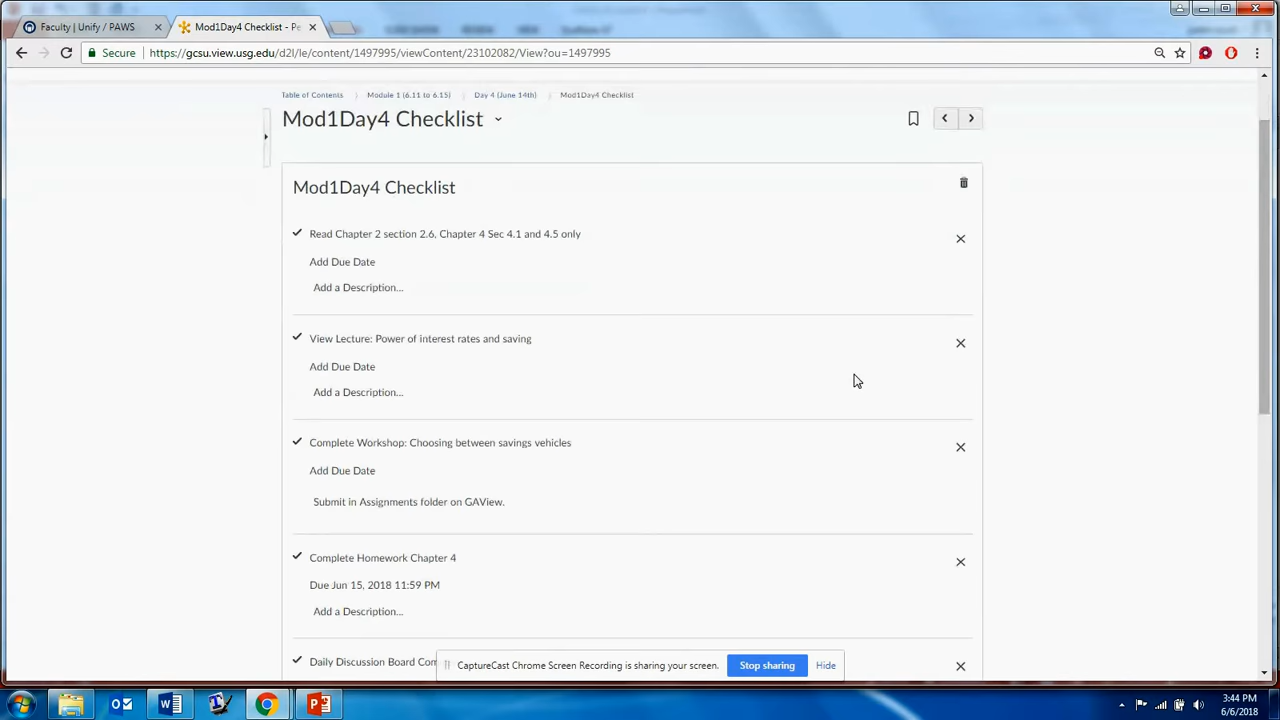 Faculty | Unify / PAWS
Mod1Day4 Checklist - Pe
Secure
https://gcsu.view.usg.edu/d2l/le/content/1497995/viewContent/23102082/View?ou=1497995
Table of Contents
Module 1 (6.11 to 6.15)
Day 4 (June 14th)
Mod1Day4 Checklist
Mod1Day4 Checklist
Mod1Day4 Checklist
Read Chapter 2 section 2.6, Chapter 4 Sec 4.1 and 4.5 only
Add Due Date
Add a Description...
View Lecture: Power of interest rates and saving
Add Due Date
Add a Description...
Complete Workshop: Choosing between savings vehicles
Add Due Date
Submit in Assignments folder on GAView.
Complete Homework Chapter 4
Due Jun 15, 2018 11:59 PM
Add a Description...
Daily Discussion Board Com
CaptureCast Chrome Screen Recording is sharing your screen.
Stop sharing
Hide
3:44 PM
6/6/2018